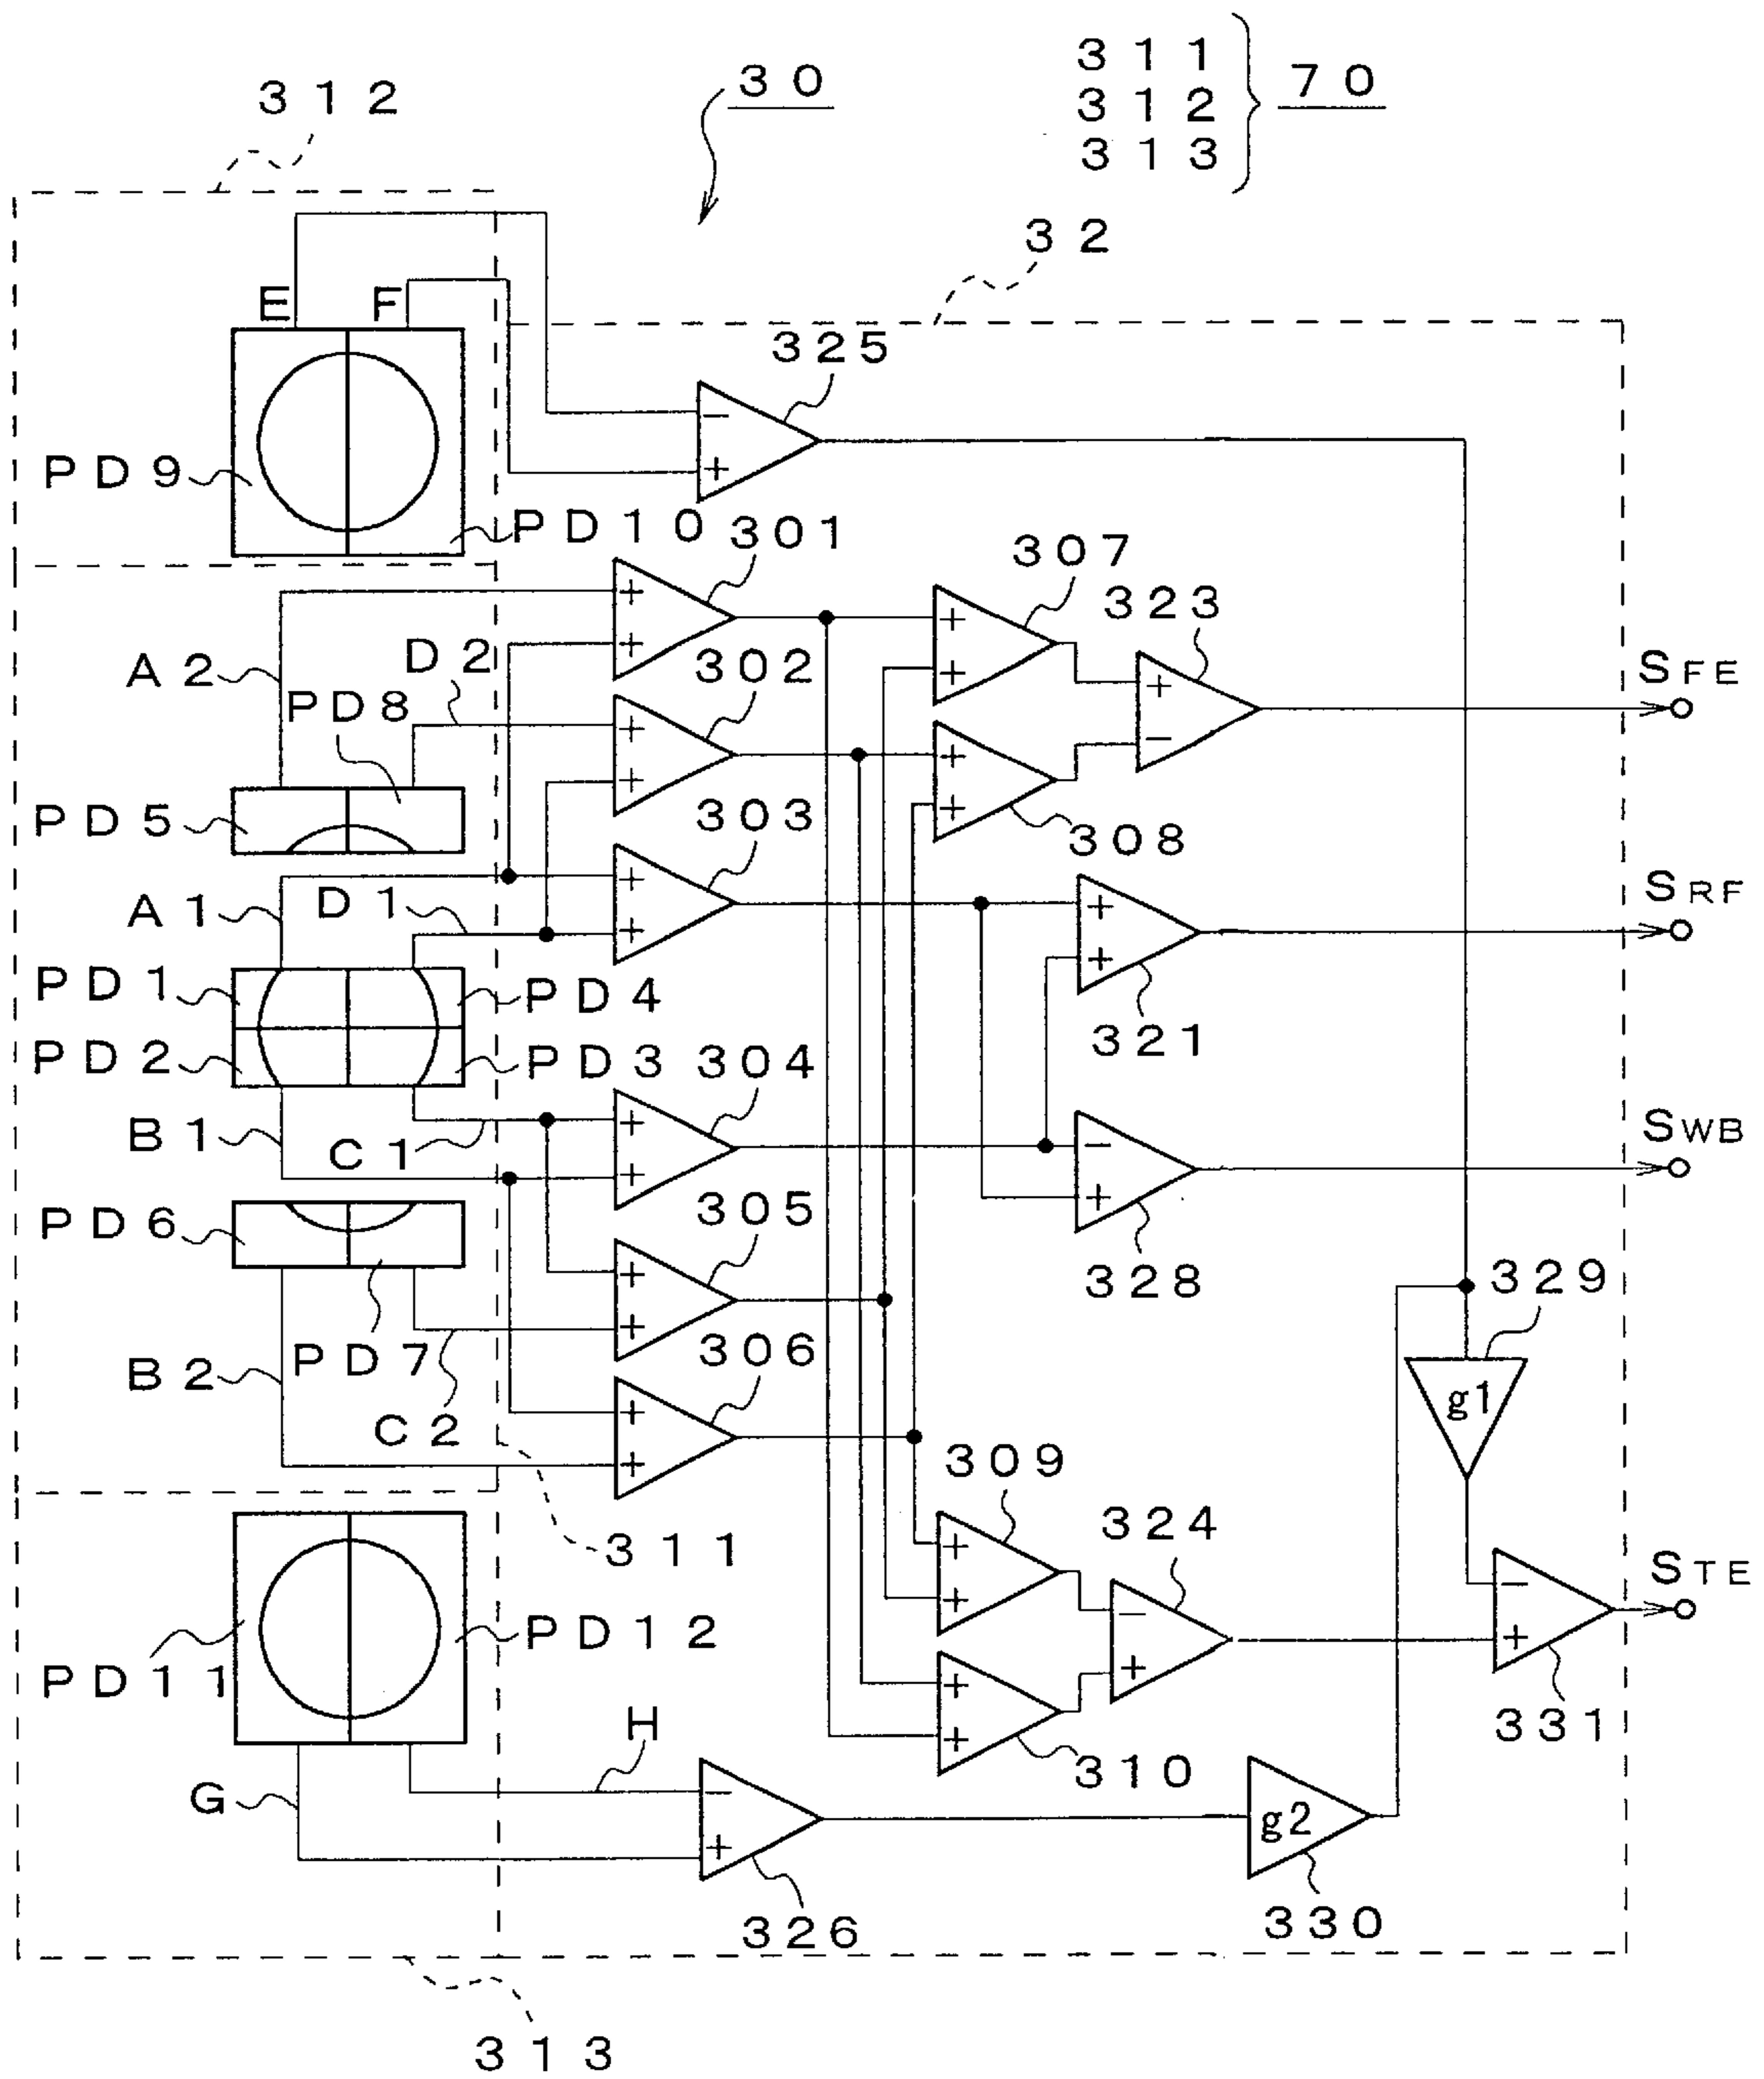 311
312 30 312 70
313
32
E F
325
PD9
PD10 301
307
323
A2 D2
302
SFE
PD8
PD5
303
308
A1 D1
SRF
PD1 PD4
PD2 PD3 304
321
B1 C1
SWB
PD6
305
328
329
PD7
306
B2
g1
C2
309
324
311
STE
PD12
PD11
331
H
310
G
g2
326
330
313
+
-